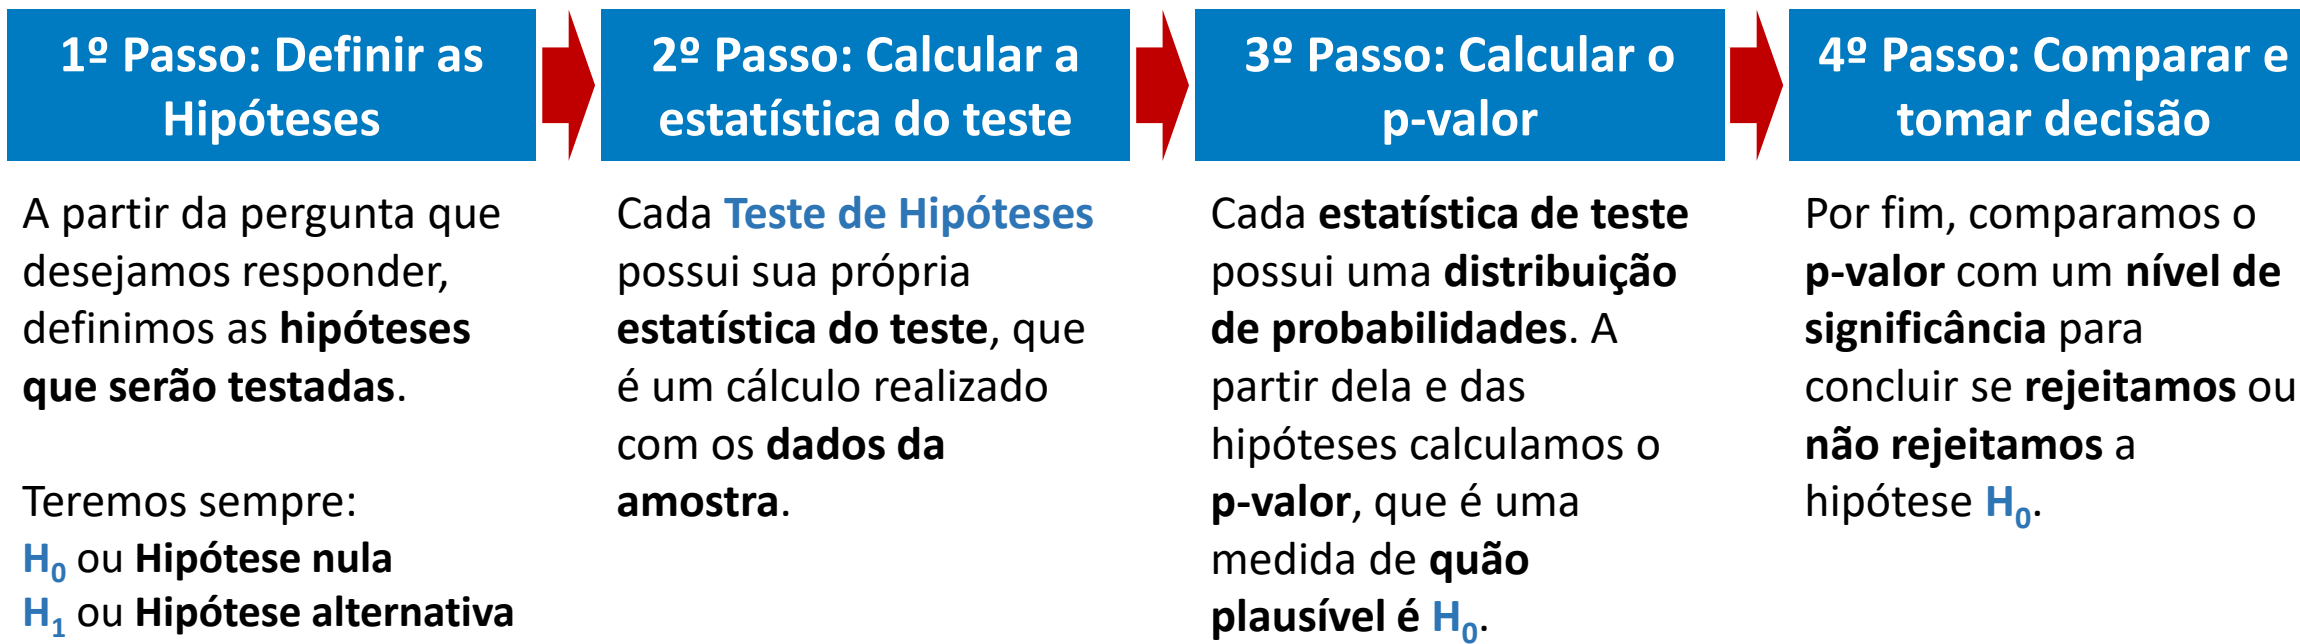 1º Passo: Definir as
Hipóteses
A partir da pergunta que
desejamos responder,
definimos as hipóteses
que serão testadas.
Teremos sempre:
H₀ ou Hipótese nula
H₁ ou Hipótese alternativa
2º Passo: Calcular a
estatística do teste
Cada Teste de Hipóteses
possui sua própria
estatística do teste, que
é um cálculo realizado
com os dados da
amostra.
3º Passo: Calcular o
p-valor
Cada estatística de teste
possui uma distribuição
de probabilidades. A
partir dela e das
hipóteses calculamos o
p-valor, que é uma
medida de quão
plausível é H₀.
4º Passo: Comparar e
tomar decisão
Por fim, comparamos o
p-valor com um nível de
significância para
concluir se rejeitamos ou
não rejeitamos a
hipótese H₀.